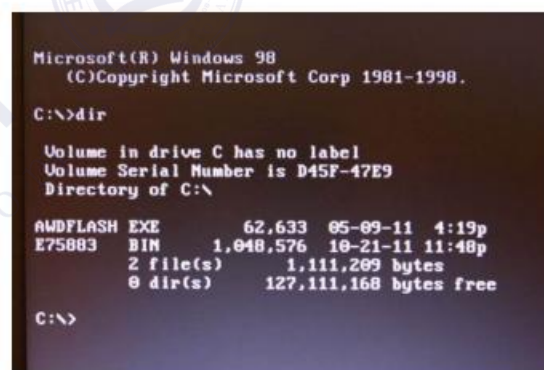 Microsoft(R) Windows 98
(C)Copyright Microsoft Corp 1981-1998.
C:\>dir
Volume in drive C has no label
Volume Serial Number is D45F-47E9
Directory of C:\
AWDFLASH EXE 62,633 05-09-11 4:19p
E75883 BIN 1,048,576 10-21-11 11:48p
2 file(s) 1,111,209 bytes
0 dir(s) 127,111,168 bytes free
C:\>